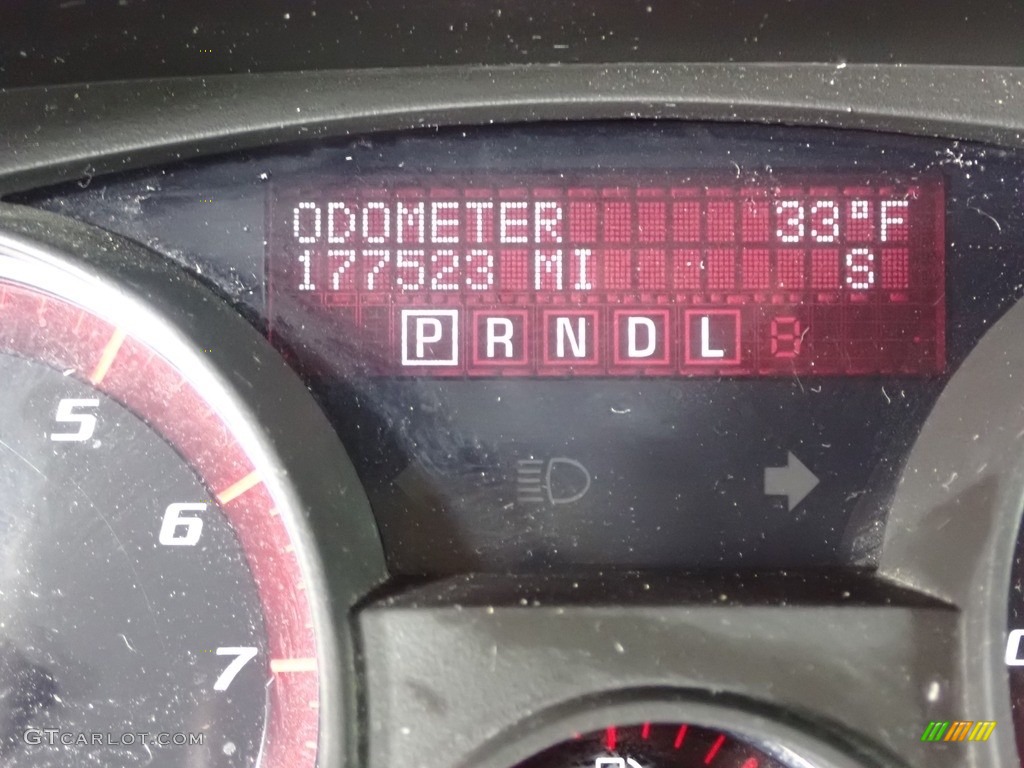 ODOMETER 33°F
177523 MI S
P R N D L
5
6
7
GTCARLOT.COM